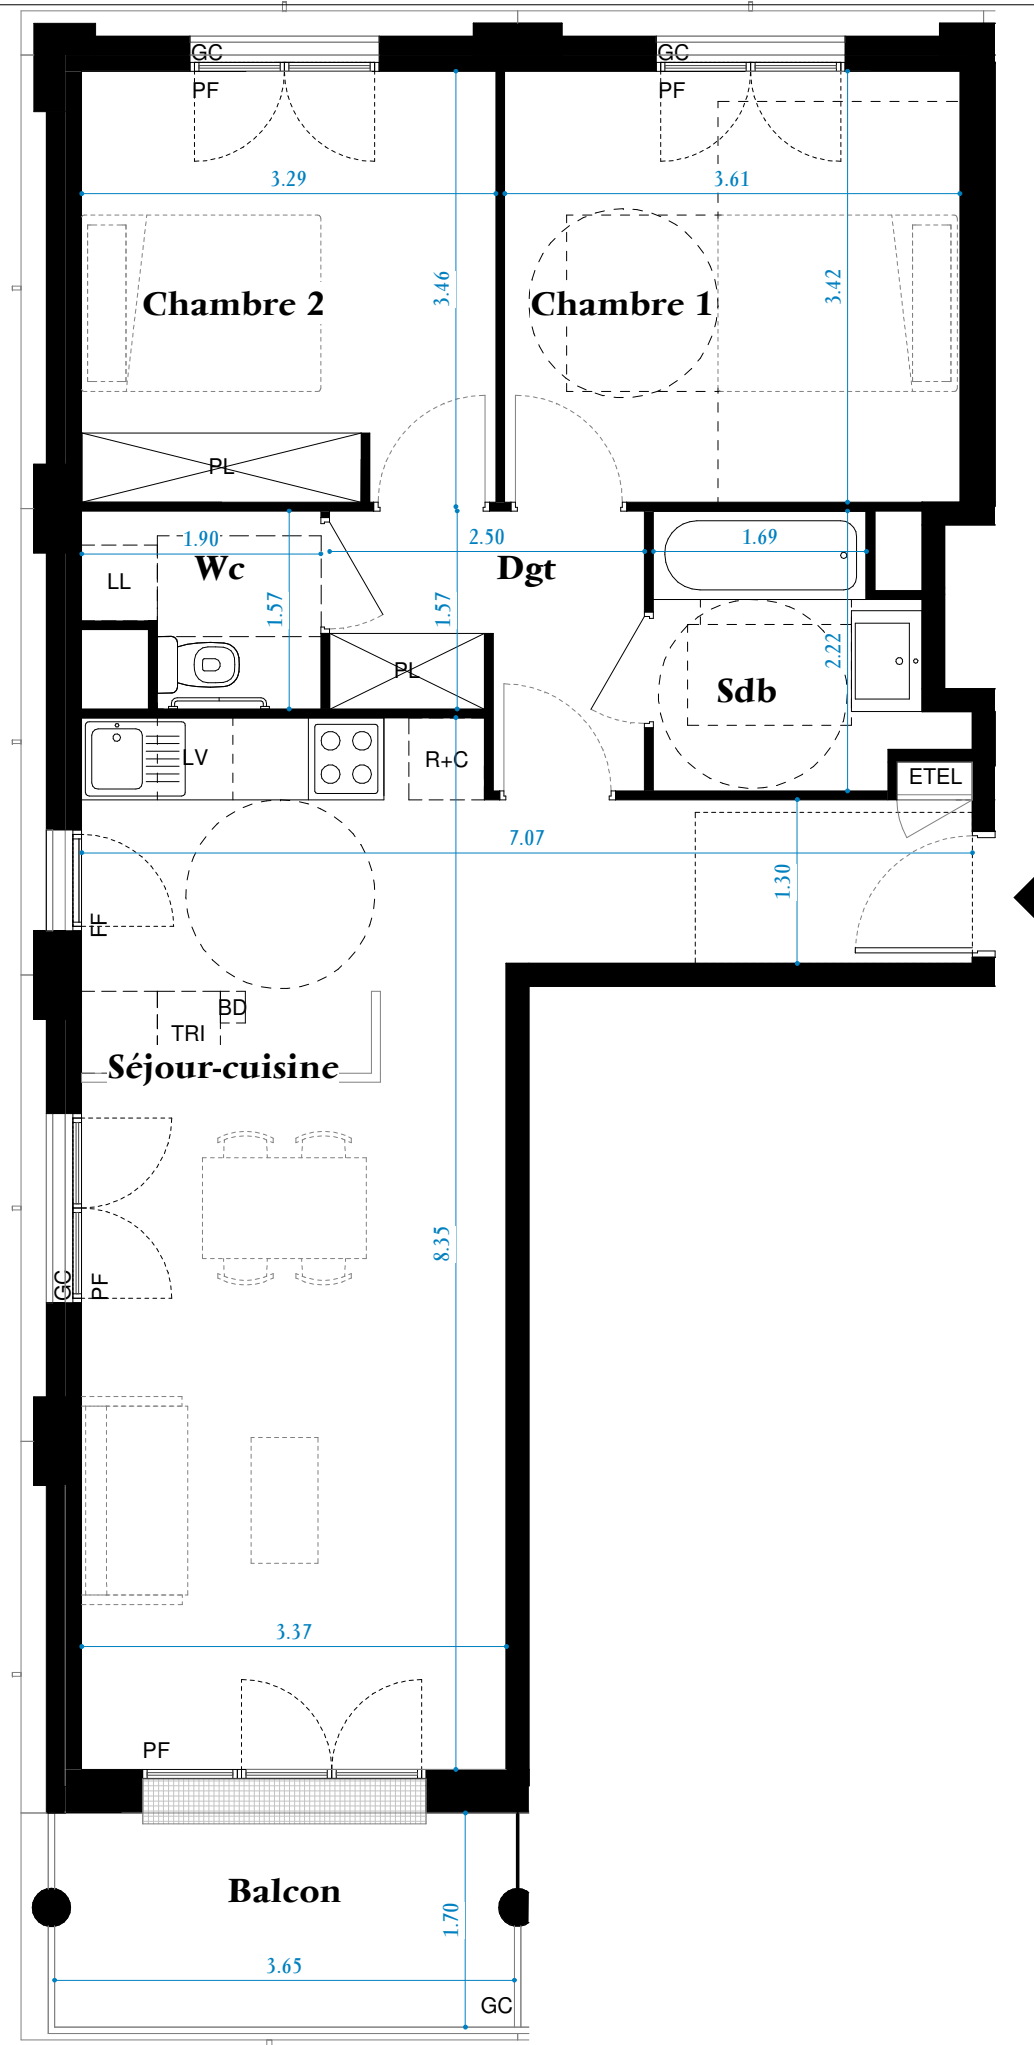 GC
GC
PF
PF
3.29
3.61
3.46
3.42
Chambre 2
Chambre 1
PL
1.90
2.50
1.69
Wc
Dgt
LL
1.57
1.57
2.22
PL
Sdb
LV
R+C
ETEL
7.07
1.30
FF
BD
TRI
Séjour-cuisine
8.35
GC
PF
3.37
PF
Balcon
1.70
3.65
GC